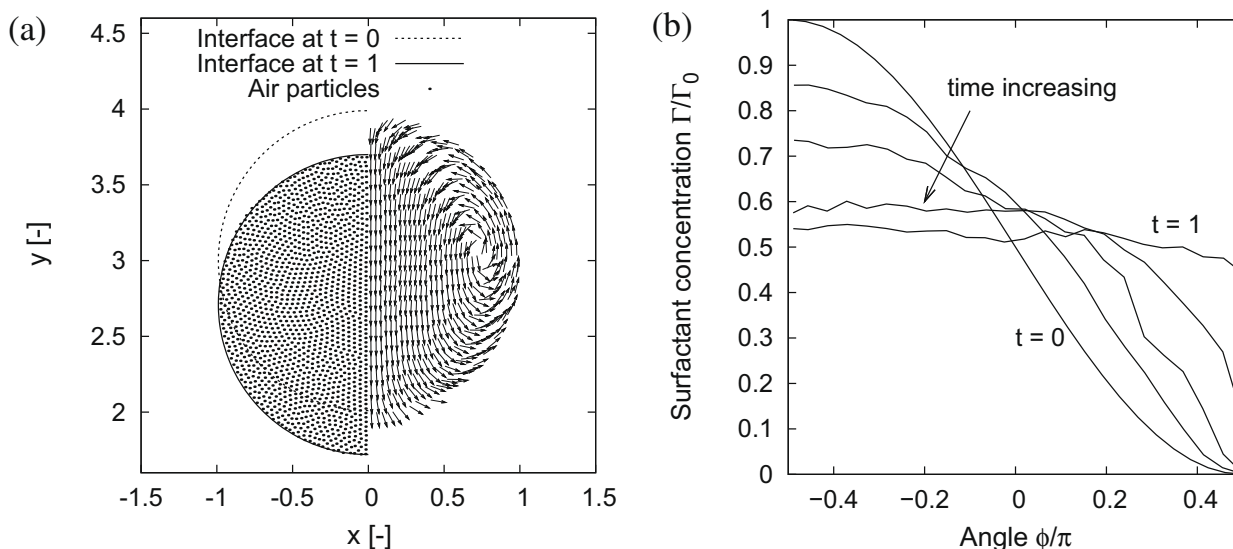 (a)
4.5
4
3.5
3
2.5
2
y [-]
Interface at t = 0
Interface at t = 1
Air particles
-1.5
-1
-0.5
0
0.5
1
1.5
x [-]
(b)
1
0.9
0.8
0.7
0.6
0.5
0.4
0.3
0.2
0.1
0
Surfactant concentration Γ/Γ0
time increasing
t = 1
t = 0
−0.4
−0.2
0
0.2
0.4
Angle ϕ/π